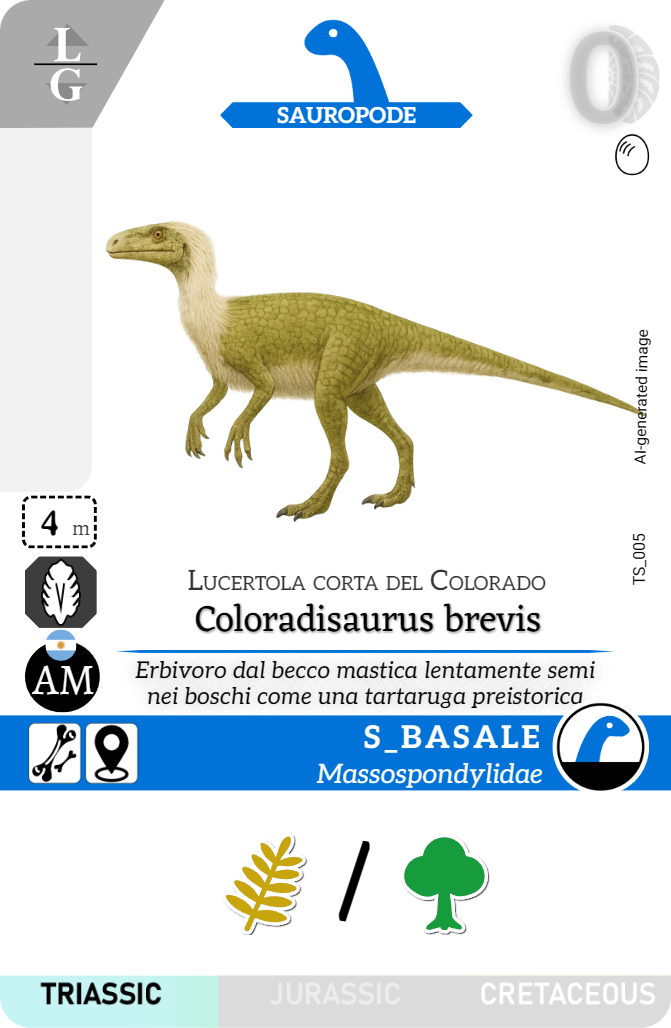 L
G
SAUROPODE
0
AI-generated image
4 m
TS_005
Lucertola corta del Colorado
Coloradisaurus brevis
AM
Erbivoro dal becco mastica lentamente semi
nei boschi come una tartaruga preistorica
S_BASALE
Massospondylidae
/
TRIASSIC JURASSIC CRETACEOUS